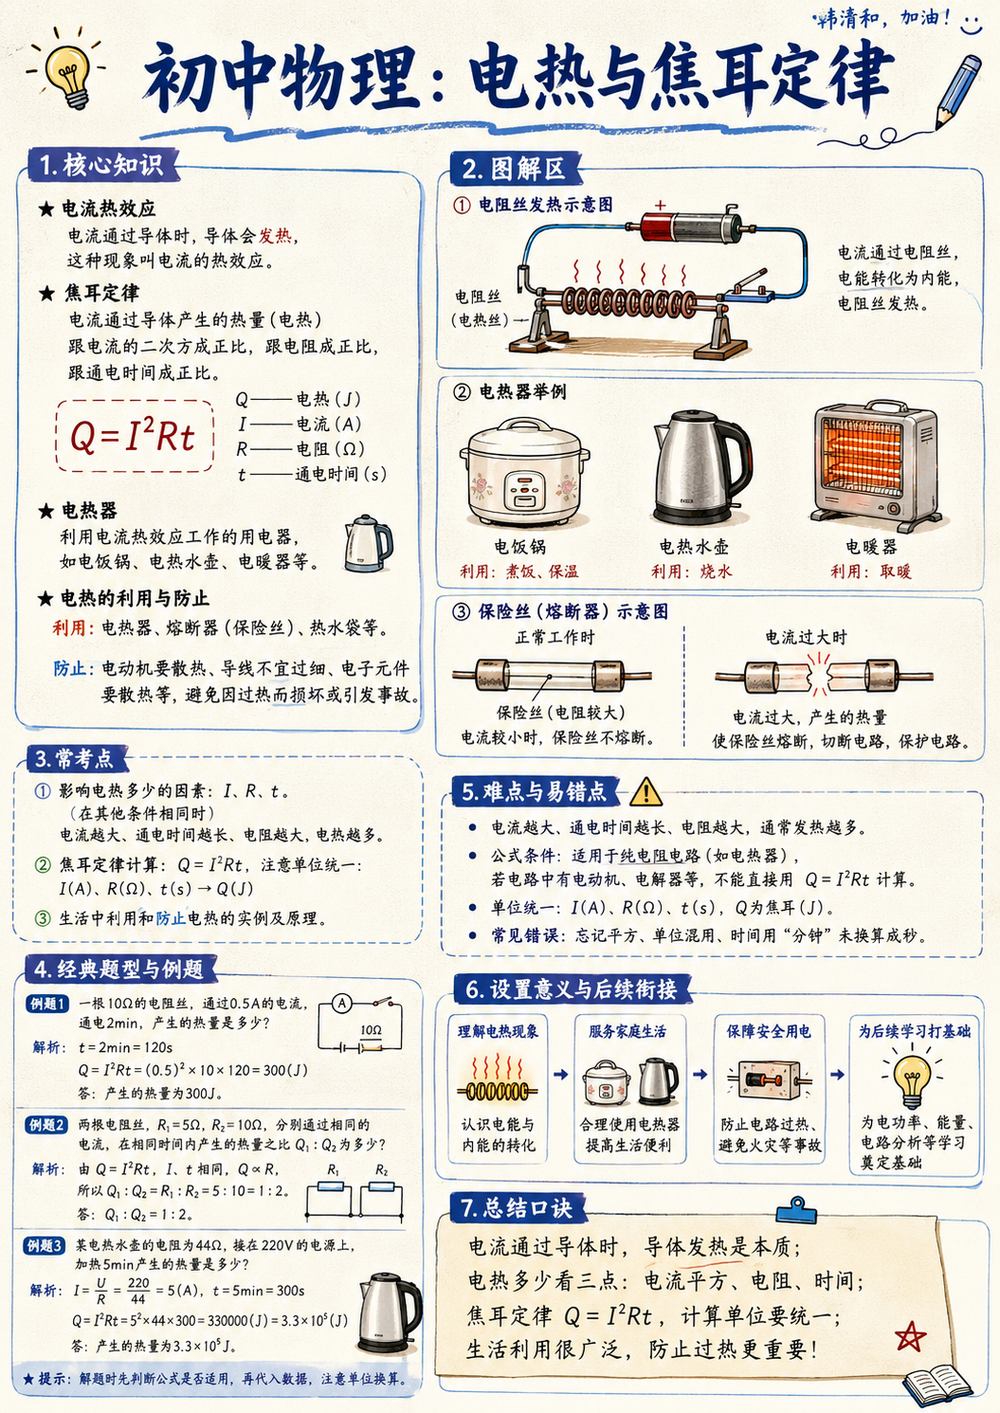 韩清和，加油！
初中物理：电热与焦耳定律
1.核心知识
★ 电流热效应
电流通过导体时，导体会发热，
这种现象叫电流的热效应。
★ 焦耳定律
电流通过导体产生的热量（电热）
跟电流的二次方成正比，跟电阻成正比，
跟通电时间成正比。
Q=I²Rt
Q——电热(J)
I——电流(A)
R——电阻(Ω)
t——通电时间(s)
★ 电热器
利用电流热效应工作的用电器，
如电饭锅、电热水壶、电暖器等。
★ 电热的利用与防止
利用：电热器、熔断器（保险丝）、热水袋等。
防止：电动机要散热、导线不宜过细、电子元件
要散热等，避免因过热而损坏或引发事故。
2.图解区
① 电阻丝发热示意图
+
电阻丝
（电热丝）
电流通过电阻丝，
电能转化为内能，
电阻丝发热。
② 电热器举例
电饭锅
利用：煮饭、保温
电热水壶
利用：烧水
电暖器
利用：取暖
③ 保险丝（熔断器）示意图
正常工作时
保险丝（电阻较大）
电流较小时，保险丝不熔断。
电流过大时
电流过大，产生的热量
使保险丝熔断，切断电路，保护电路。
3.常考点
① 影响电热多少的因素：I、R、t。
（在其他条件相同时）
电流越大、通电时间越长、电阻越大，电热越多。
② 焦耳定律计算：Q=I²Rt，注意单位统一：
I(A)、R(Ω)、t(s)→Q(J)
③ 生活中利用和防止电热的实例及原理。
4.经典题型与例题
例题1 一根10Ω的电阻丝，通过0.5A的电流，
通电2min，产生的热量是多少？
解析：t=2min=120s
Q=I²Rt=(0.5)²×10×120=300(J)
答：产生的热量为300J。
A
10Ω
例题2 两根电阻丝，R₁=5Ω，R₂=10Ω，分别通过相同的
电流，在相同时间内产生的热量之比 Q₁:Q₂为多少？
解析：由 Q=I²Rt，I、t 相同，Q∝R，
所以 Q₁:Q₂=R₁:R₂=5:10=1:2。
答：Q₁:Q₂=1:2。
R₁ R₂
例题3 某电热水壶的电阻为44Ω，接在220V的电源上，
加热5min产生的热量是多少？
解析：I=U/R=220/44=5(A)，t=5min=300s
Q=I²Rt=5²×44×300=330000(J)=3.3×10⁵(J)
答：产生的热量为3.3×10⁵J。
★ 提示：解题时先判断公式是否适用，再代入数据，注意单位换算。
5.难点与易错点
• 电流越大、通电时间越长、电阻越大，通常发热越多。
• 公式条件：适用于纯电阻电路（如电热器），
若电路中有电动机、电解器等，不能直接用 Q=I²Rt 计算。
• 单位统一：I(A)、R(Ω)、t(s)，Q为焦耳(J)。
• 常见错误：忘记平方、单位混用、时间用“分钟”未换算成秒。
6.设置意义与后续衔接
理解电热现象
认识电能与
内能的转化
服务家庭生活
合理使用电热器
提高生活便利
保障安全用电
防止电路过热、
避免火灾等事故
为后续学习打基础
为电功率、能量、
电路分析等学习
奠定基础
7.总结口诀
电流通过导体时，导体发热是本质；
电热多少看三点：电流平方、电阻、时间；
焦耳定律 Q=I²Rt，计算单位要统一；
生活利用很广泛，防止过热更重要！